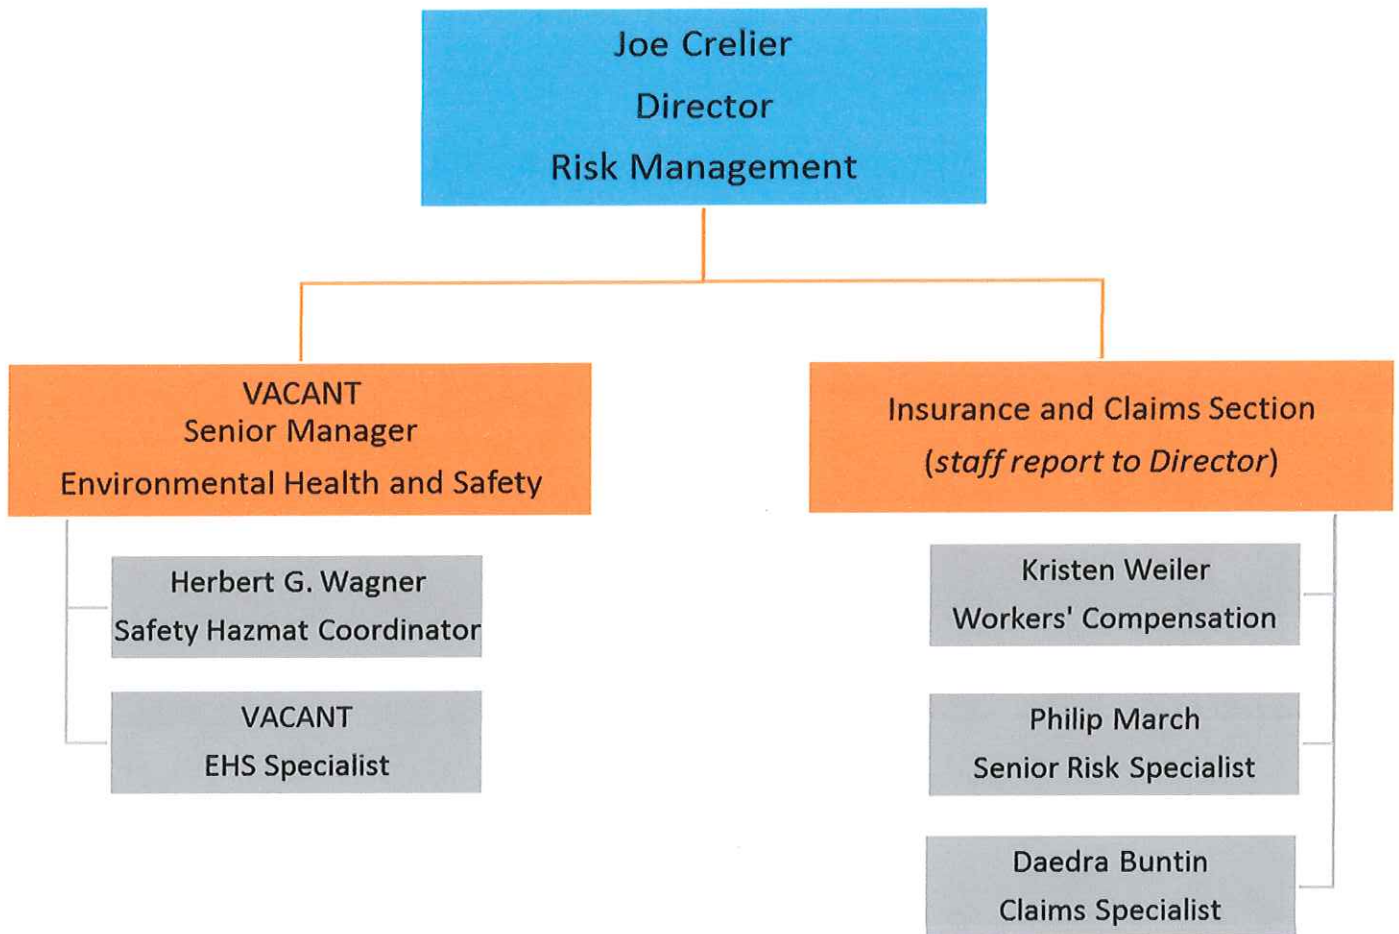 Joe Crelier
Director
Risk Management
VACANT
Senior Manager
Environmental Health and Safety
Herbert G. Wagner
Safety Hazmat Coordinator
VACANT
EHS Specialist
Insurance and Claims Section
(staff report to Director)
Kristen Weiler
Workers' Compensation
Philip March
Senior Risk Specialist
Daedra Buntin
Claims Specialist